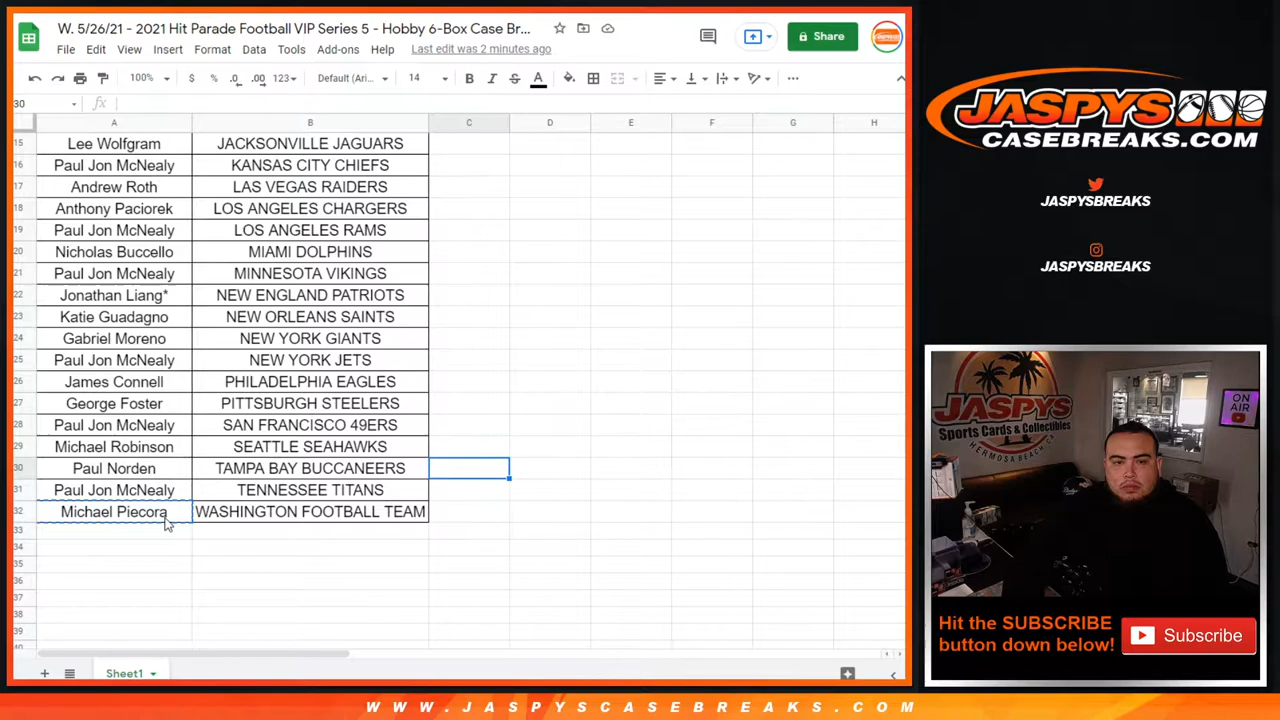 W. 5/26/21 - 2021 Hit Parade Football VIP Series 5 - Hobby 6-Box Case Br...
File Edit View Insert Format Data Tools Add-ons Help Last edit was 2 minutes ago
Share
100% $ % .0 .00 123 Default (Ari... 14 B I S A
30 fx
A B C D E F G H
15 Lee Wolfgram JACKSONVILLE JAGUARS
16 Paul Jon McNealy KANSAS CITY CHIEFS
17 Andrew Roth LAS VEGAS RAIDERS
18 Anthony Paciorek LOS ANGELES CHARGERS
19 Paul Jon McNealy LOS ANGELES RAMS
20 Nicholas Buccello MIAMI DOLPHINS
21 Paul Jon McNealy MINNESOTA VIKINGS
22 Jonathan Liang* NEW ENGLAND PATRIOTS
23 Katie Guadagno NEW ORLEANS SAINTS
24 Gabriel Moreno NEW YORK GIANTS
25 Paul Jon McNealy NEW YORK JETS
26 James Connell PHILADELPHIA EAGLES
27 George Foster PITTSBURGH STEELERS
28 Paul Jon McNealy SAN FRANCISCO 49ERS
29 Michael Robinson SEATTLE SEAHAWKS
30 Paul Norden TAMPA BAY BUCCANEERS
31 Paul Jon McNealy TENNESSEE TITANS
32 Michael Piecora WASHINGTON FOOTBALL TEAM
33
34
35
36
37
38
39
40
Sheet1
JASPYS
CASEBREAKS.COM
JASPYSBREAKS
JASPYSBREAKS
JASPYS
Sports Cards & Collectibles
HERMOSA BEACH
ON
AIR
Hit the SUBSCRIBE
button down below!
Subscribe
WWW.JASPYSCASEBREAKS.COM